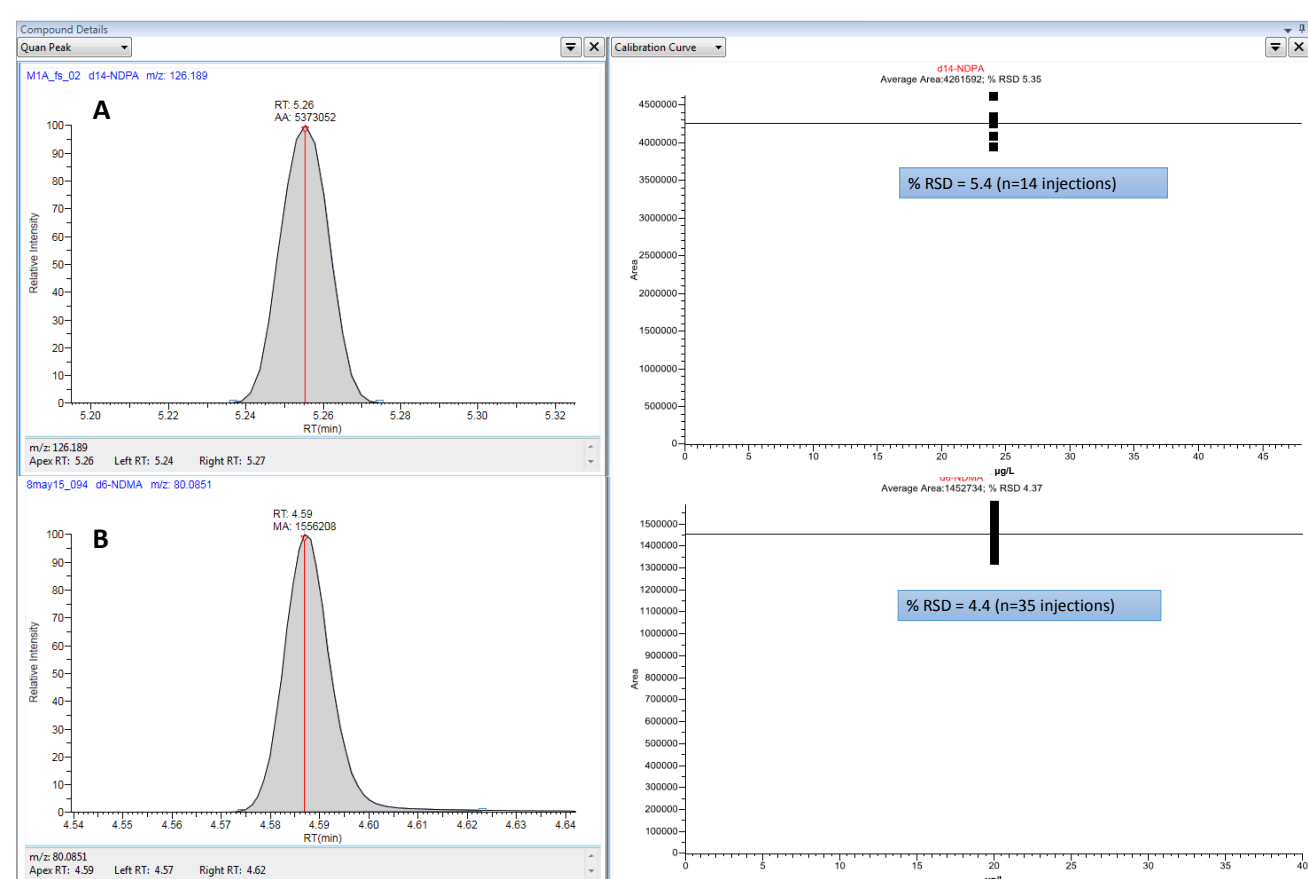 Compound Details
Quan Peak
M1A_fs_02 d14-NDPA m/z: 126.189
A
RT: 5.26
AA: 5373052
100
90
80
70
60
50
40
30
20
10
0
Relative Intensity
5.20 5.22 5.24 5.26 5.28 5.30 5.32
RT(min)
m/z: 126.189
Apex RT: 5.26 Left RT: 5.24 Right RT: 5.27
Calibration Curve
d14-NDPA
Average Area:4261592; % RSD 5.35
4500000
4000000
3500000
3000000
2500000
2000000
1500000
1000000
500000
0
Area
% RSD = 5.4 (n=14 injections)
0 5 10 15 20 25 30 35 40 45
µg/L
8may15_094 d6-NDMA m/z: 80.0851
B
RT: 4.59
MA: 1556208
100
90
80
70
60
50
40
30
20
10
0
Relative Intensity
4.54 4.55 4.56 4.57 4.58 4.59 4.60 4.61 4.62 4.63 4.64
RT(min)
m/z: 80.0851
Apex RT: 4.59 Left RT: 4.57 Right RT: 4.62
d6-NDMA
Average Area:1452734; % RSD 4.37
1500000
1400000
1300000
1200000
1100000
1000000
900000
800000
700000
600000
500000
400000
300000
200000
100000
0
Area
% RSD = 4.4 (n=35 injections)
0 5 10 15 20 25 30 35 40
µg/L